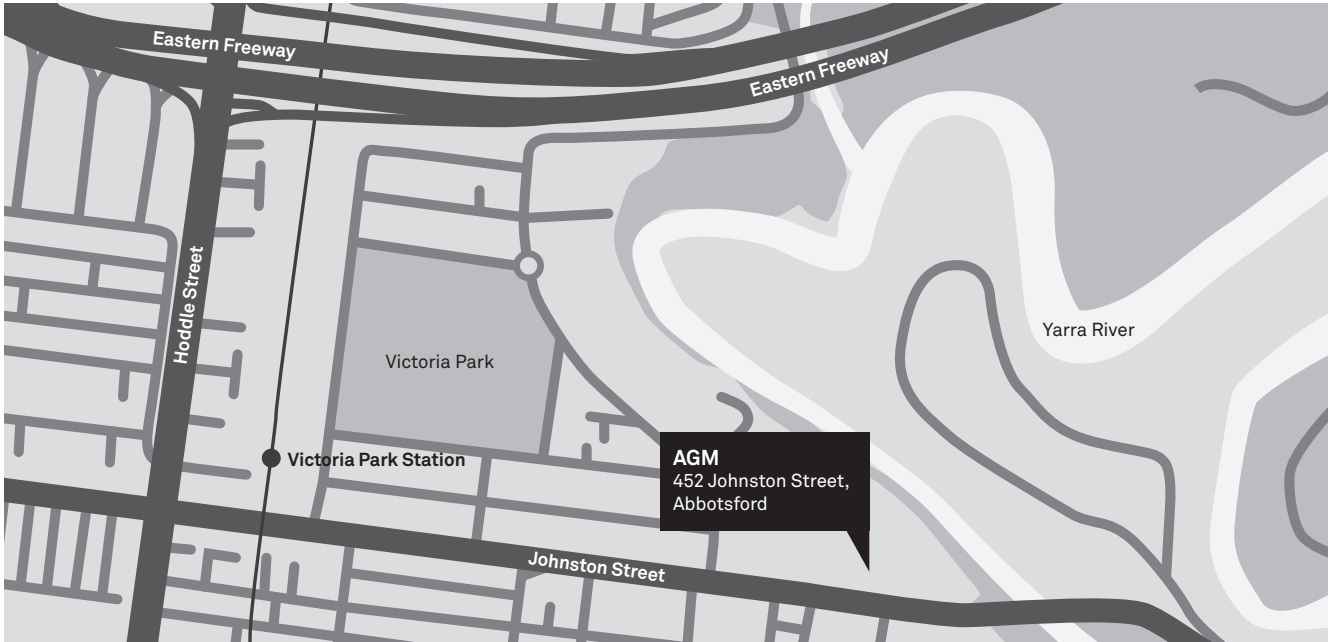 Eastern Freeway
Eastern Freeway
Hoddle Street
Yarra River
Victoria Park
Victoria Park Station
AGM
452 Johnston Street,
Abbotsford
Johnston Street